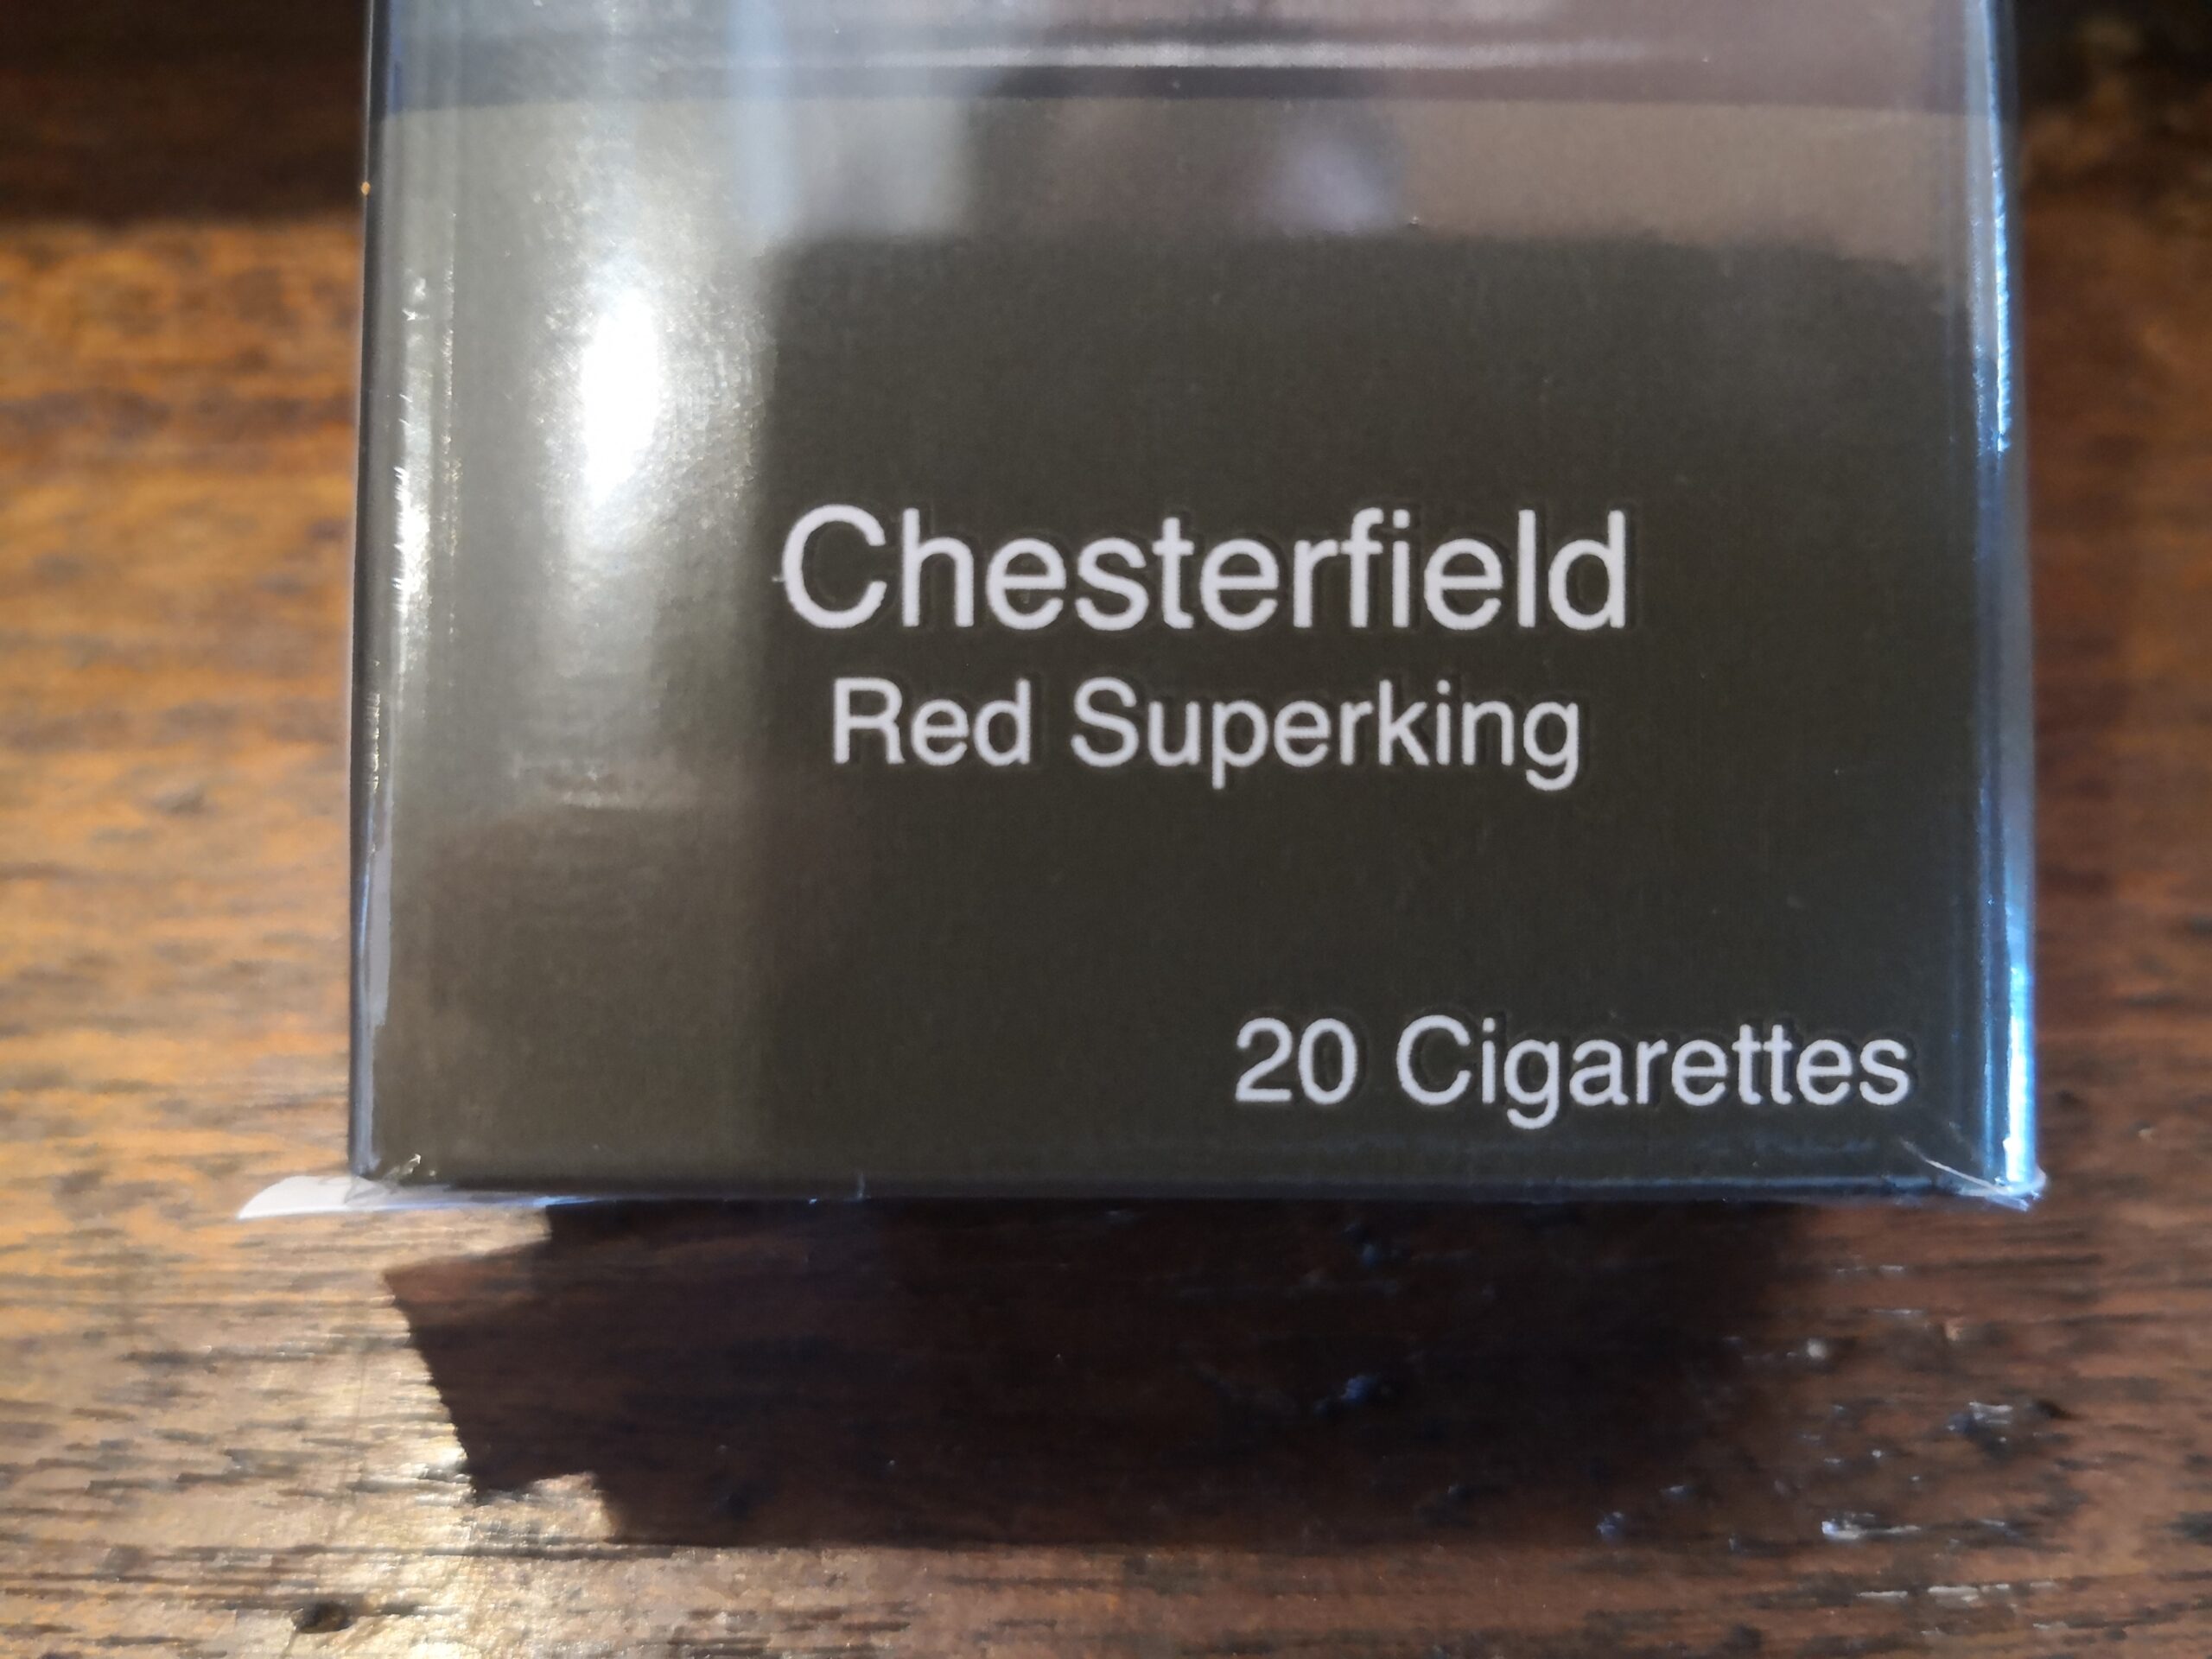 Chesterfield
Red Superking
20 Cigarettes